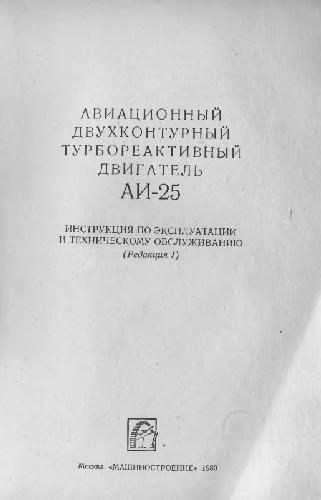 АВИАЦИОННЫЙ
ДВУХКОНТУРНЫЙ
ТУРБОРЕАКТИВНЫЙ
ДВИГАТЕЛЬ
АИ-25
ИНСТРУКЦИЯ ПО ЭКСПЛУАТАЦИИ
И ТЕХНИЧЕСКОМУ ОБСЛУЖИВАНИЮ
(Редакция I)
Москва «МАШИНОСТРОЕНИЕ» 1980